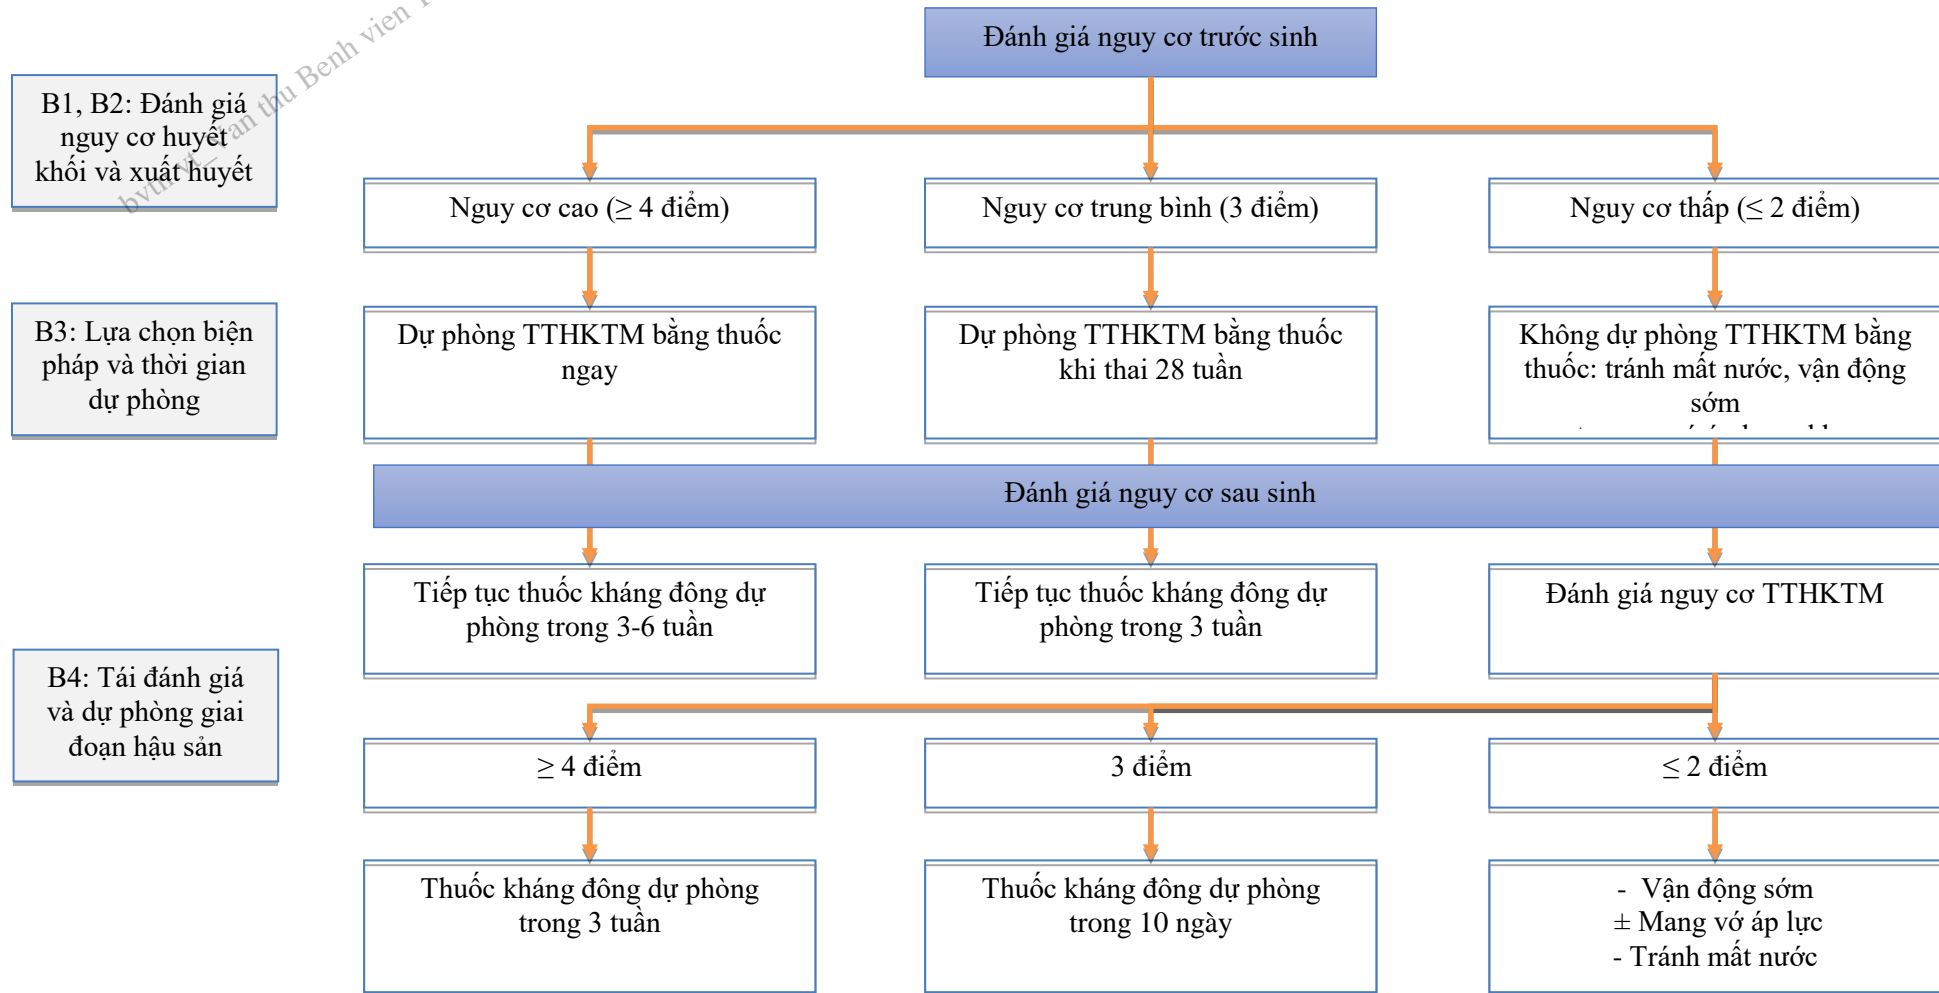 Đánh giá nguy cơ trước sinh
B1, B2: Đánh giá
nguy cơ huyết
khối và xuất huyết
Nguy cơ cao (≥ 4 điểm)
Nguy cơ trung bình (3 điểm)
Nguy cơ thấp (≤ 2 điểm)
B3: Lựa chọn biện
pháp và thời gian
dự phòng
Dự phòng TTHKTM bằng thuốc
ngay
Dự phòng TTHKTM bằng thuốc
khi thai 28 tuần
Không dự phòng TTHKTM bằng
thuốc: tránh mất nước, vận động
sớm
Đánh giá nguy cơ sau sinh
Tiếp tục thuốc kháng đông dự
phòng trong 3-6 tuần
Tiếp tục thuốc kháng đông dự
phòng trong 3 tuần
Đánh giá nguy cơ TTHKTM
B4: Tái đánh giá
và dự phòng giai
đoạn hậu sản
≥ 4 điểm
3 điểm
≤ 2 điểm
Thuốc kháng đông dự phòng
trong 3 tuần
Thuốc kháng đông dự phòng
trong 10 ngày
- Vận động sớm
± Mang vớ áp lực
- Tránh mất nước
thu Benh vien